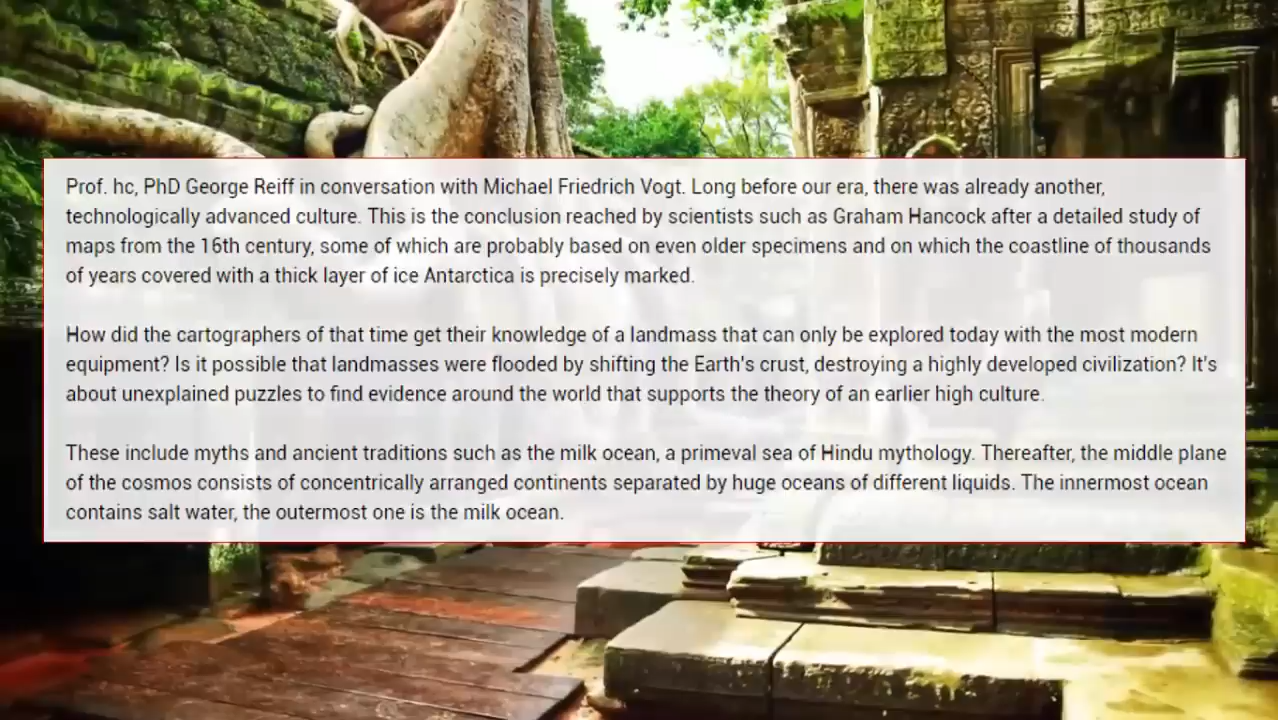 Prof. hc, PhD George Reiff in conversation with Michael Friedrich Vogt. Long before our era, there was already another,
technologically advanced culture. This is the conclusion reached by scientists such as Graham Hancock after a detailed study of
maps from the 16th century, some of which are probably based on even older specimens and on which the coastline of thousands
of years covered with a thick layer of ice Antarctica is precisely marked.
How did the cartographers of that time get their knowledge of a landmass that can only be explored today with the most modern
equipment? Is it possible that landmasses were flooded by shifting the Earth's crust, destroying a highly developed civilization? It's
about unexplained puzzles to find evidence around the world that supports the theory of an earlier high culture.
These include myths and ancient traditions such as the milk ocean, a primeval sea of Hindu mythology. Thereafter, the middle plane
of the cosmos consists of concentrically arranged continents separated by huge oceans of different liquids. The innermost ocean
contains salt water, the outermost one is the milk ocean.